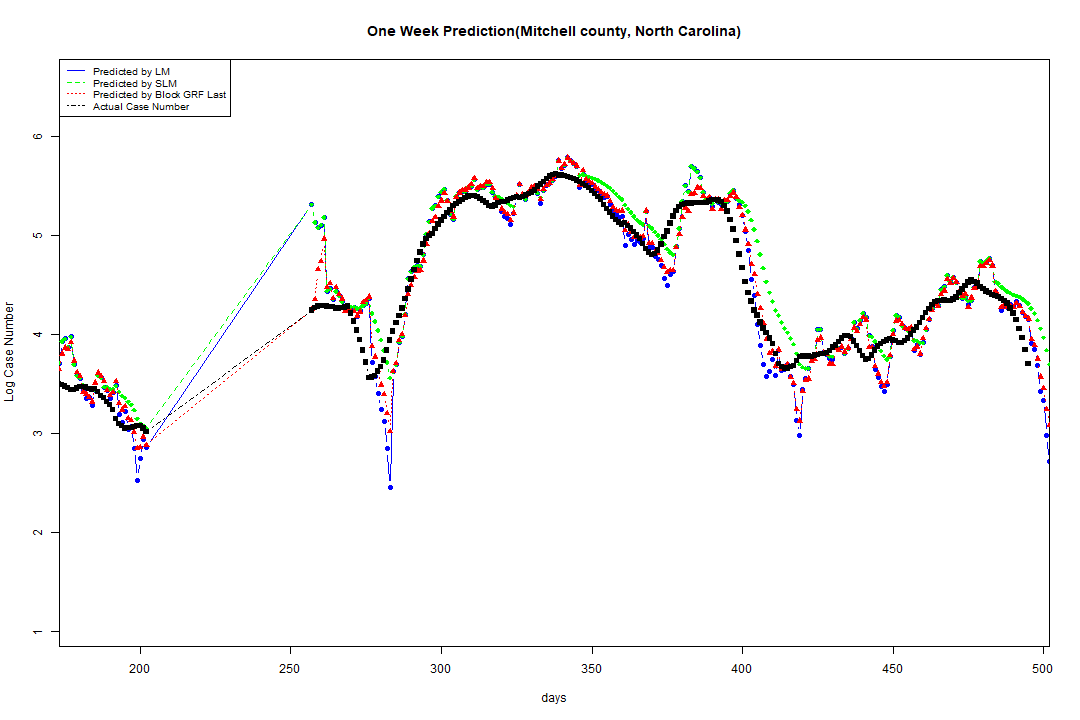 One Week Prediction(Mitchell county, North Carolina)
Predicted by LM
Predicted by SLM
Predicted by Block GRF Last
Actual Case Number
Log Case Number
6
5
4
3
2
1
200 250 300 350 400 450 500
days